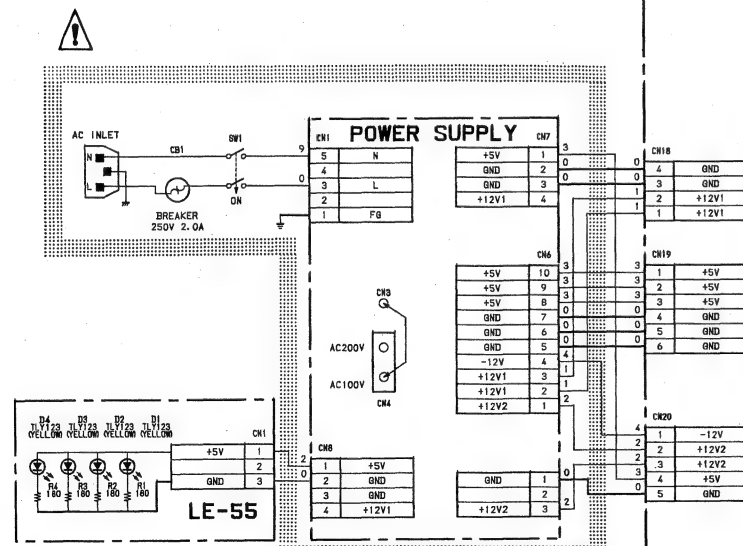 AC INLET
N
L
CB1
SW1
ON
BREAKER
250V 2.0A
9
0
POWER SUPPLY
CN1
5 N
4
3 L
2
1 FG
CN7
+5V 1
GND 2
GND 3
+12V1 4
3
0
0
0
0
1
1
CN18
4 GND
3 GND
2 +12V1
1 +12V1
CN3
AC200V
AC100V
CN4
CN6
+5V 10
+5V 9
+5V 8
GND 7
GND 6
GND 5
-12V 4
+12V1 3
+12V1 2
+12V2 1
3
3
3
0
0
0
4
1
1
2
3
3
3
0
0
0
CN19
1 +5V
2 +5V
3 +5V
4 GND
5 GND
6 GND
D4 D3 D2 D1
TLY123 TLY123 TLY123 TLY123
(YELLOW) (YELLOW) (YELLOW) (YELLOW)
CN1
+5V 1
2
GND 3
R4 R3 R2 R1
180 180 180 180
LE-55
2
0
CN8
1 +5V
2 GND
3 GND
4 +12V1
GND 1
2
+12V2 3
0
2
4
2
2
3
0
CN20
1 -12V
2 +12V2
.3 +12V2
4 +5V
5 GND